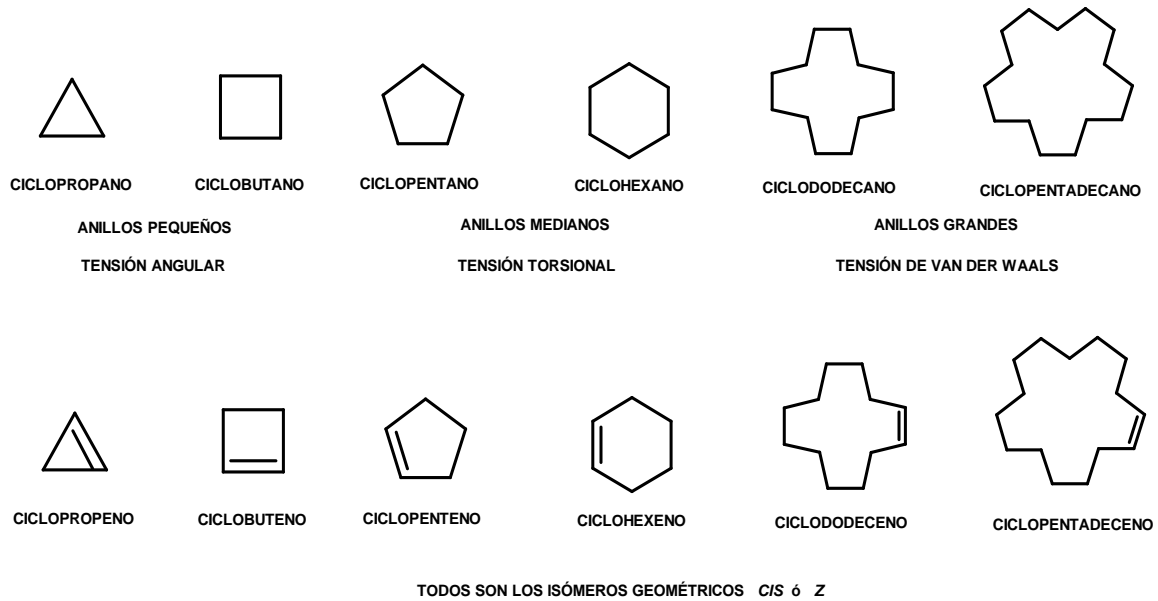 CICLOPROPANO CICLOBUTANO CICLOPENTANO CICLOHEXANO CICLODODECANO CICLOPENTADECANO
ANILLOS PEQUEÑOS ANILLOS MEDIANOS ANILLOS GRANDES
TENSIÓN ANGULAR TENSIÓN TORSIONAL TENSIÓN DE VAN DER WAALS
CICLOPROPENO CICLOBUTENO CICLOPENTENO CICLOHEXENO CICLODODECENO CICLOPENTADECENO
TODOS SON LOS ISÓMEROS GEOMÉTRICOS CIS ó Z